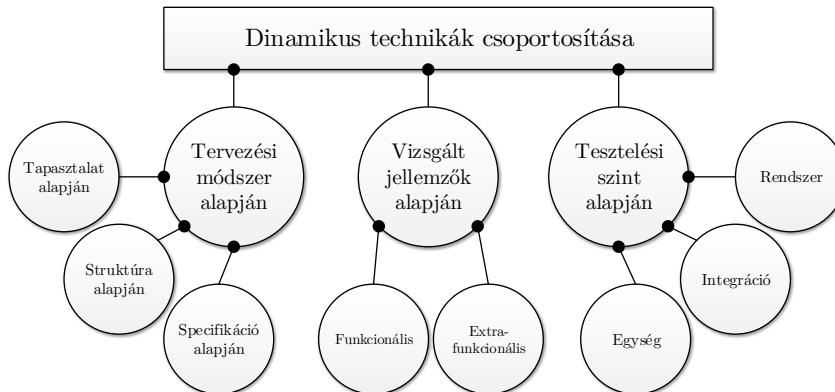 Dinamikus technikák csoportosítása
Tervezési
módszer
alapján
Vizsgált
jellemzők
alapján
Tesztelési
szint
alapján
Tapasztalat
alapján
Struktúra
alapján
Specifikáció
alapján
Funkcionális
Extra-
funkcionális
Egység
Integráció
Rendszer